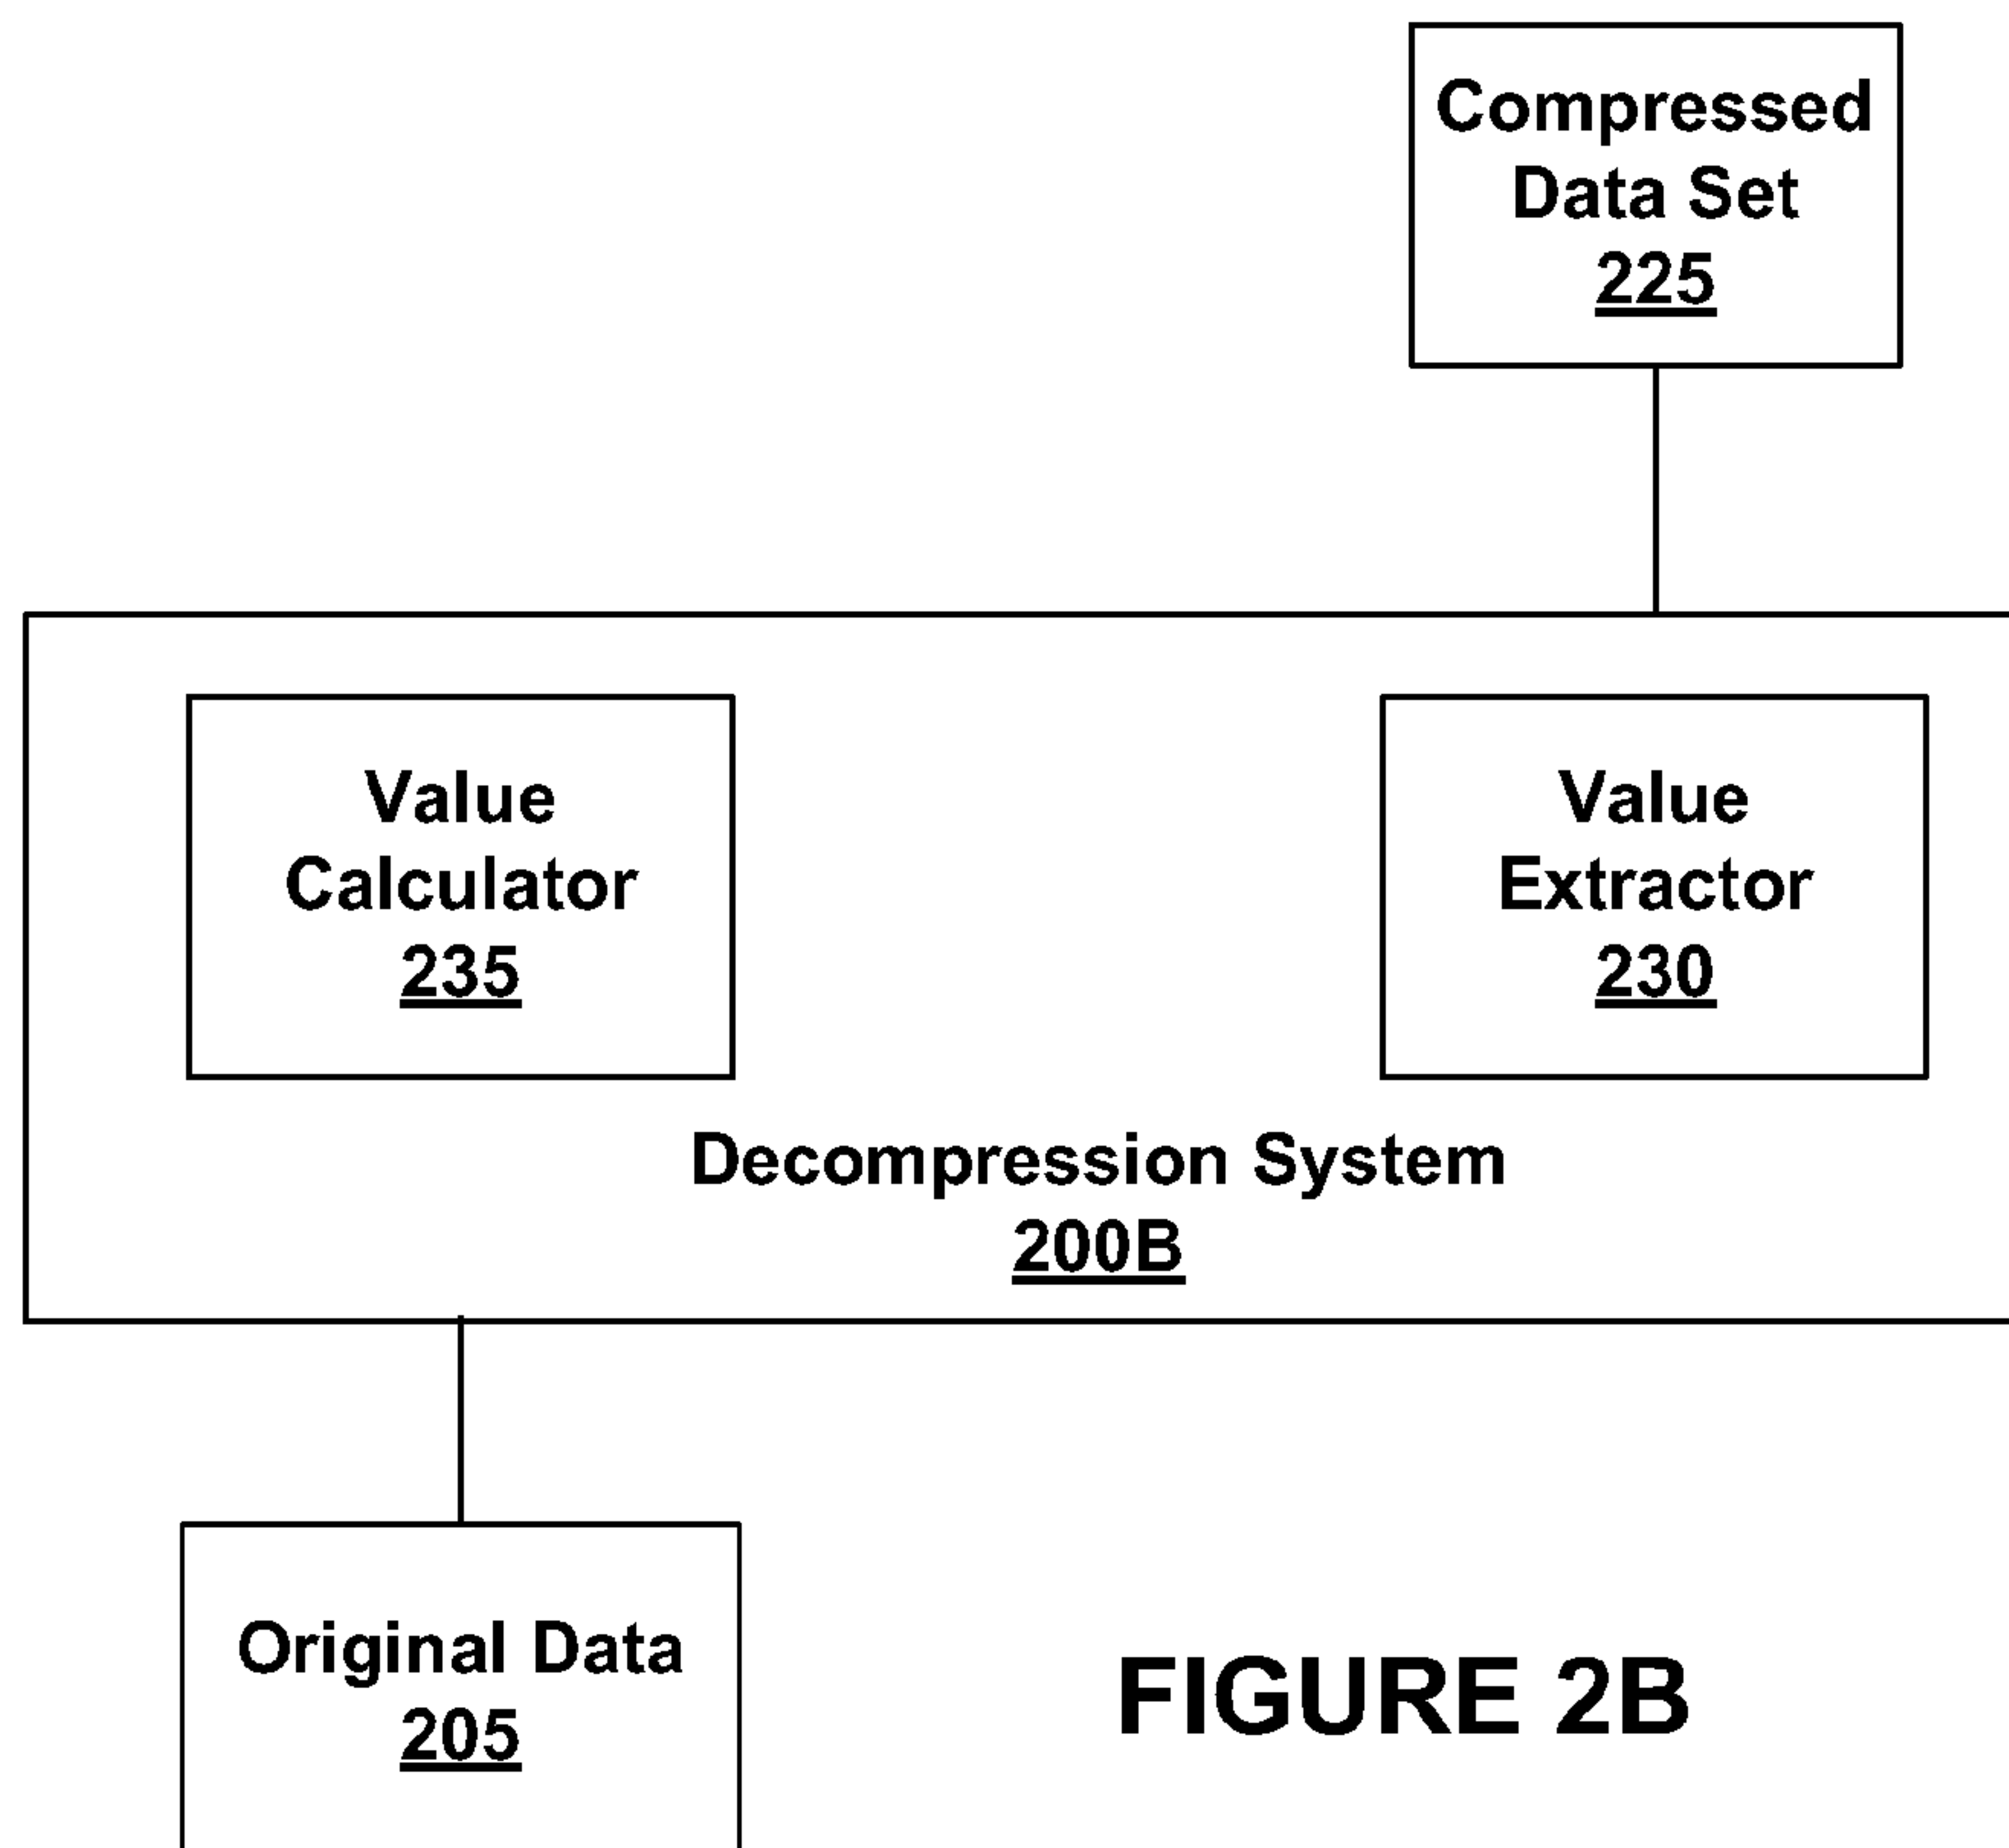 Compressed
Data Set
225
Value
Calculator
235
Value
Extractor
230
Decompression System
200B
Original Data
205
FIGURE 2B